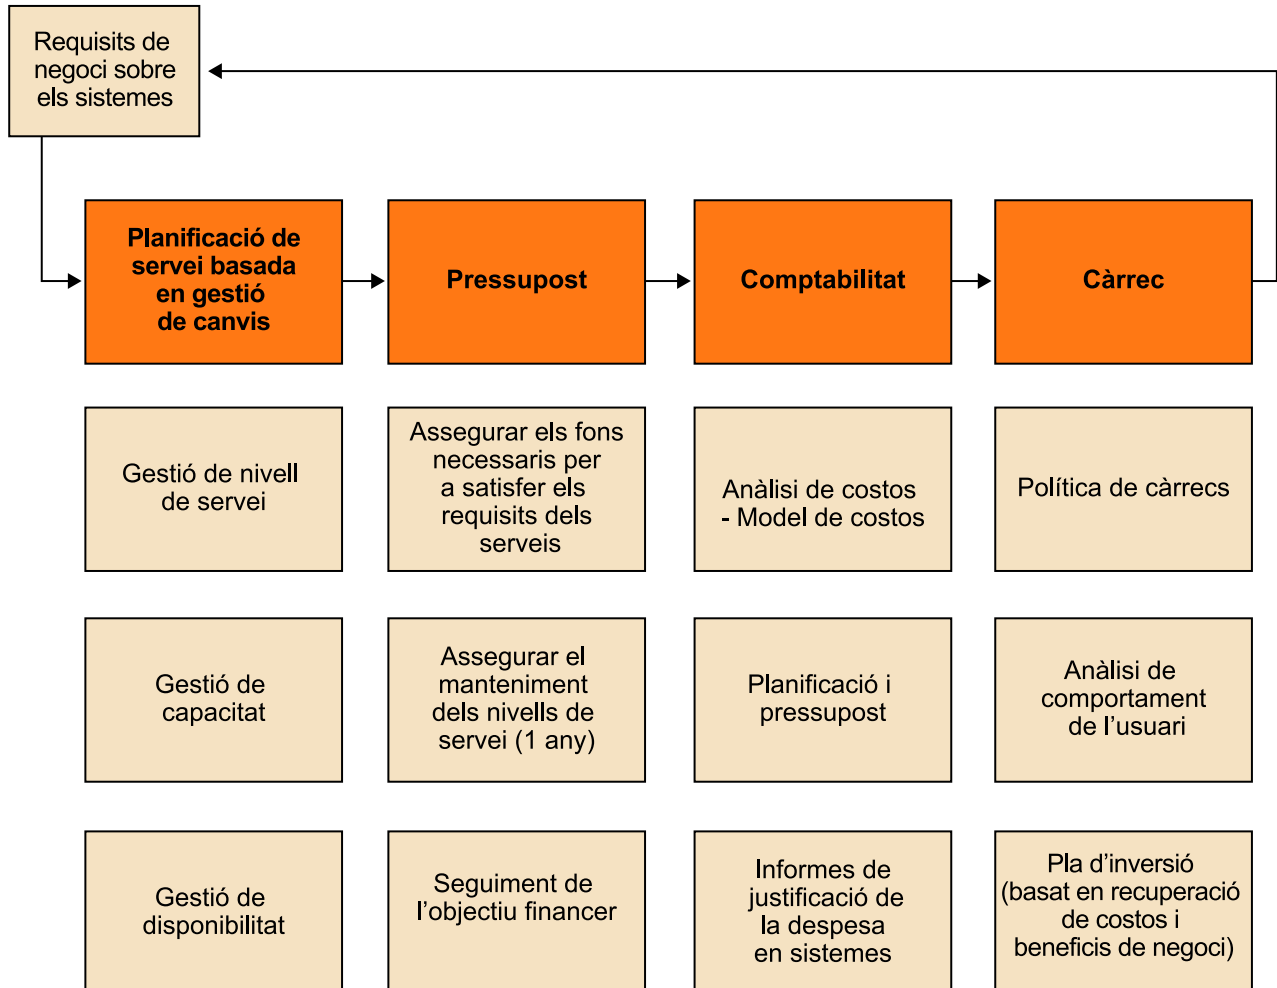 Requisits de
negoci sobre
els sistemes
Planificació de
servei basada
en gestió
de canvis
Pressupost
Comptabilitat
Càrrec
Gestió de nivell
de servei
Assegurar els fons
necessaris per
a satisfer els
requisits dels
serveis
Anàlisi de costos
- Model de costos
Política de càrrecs
Gestió de
capacitat
Assegurar el
manteniment
dels nivells de
servei (1 any)
Planificació i
pressupost
Anàlisi de
comportament
de l’usuari
Gestió de
disponibilitat
Seguiment de
l’objectiu financer
Informes de
justificació de
la despesa
en sistemes
Pla d’inversió
(basat en recuperació
de costos i
beneficis de negoci)